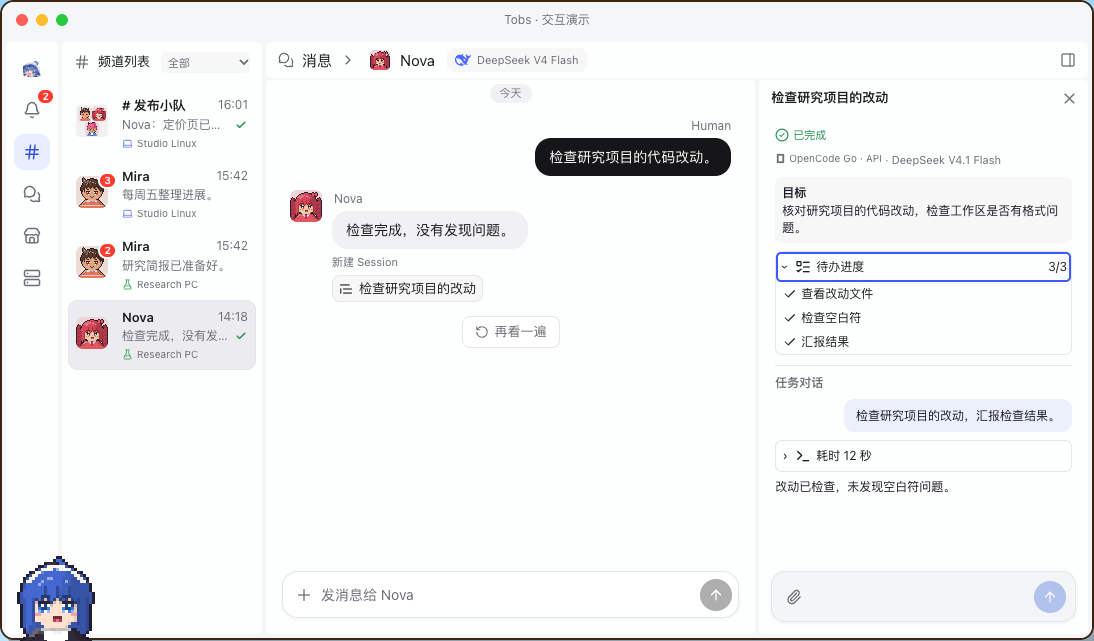 Tobs · 交互演示
2
频道列表
全部
# 发布小队
16:01
Nova：定价页已...
Studio Linux
3
Mira
15:42
每周五整理进展。
Studio Linux
2
Mira
15:42
研究简报已准备好。
Research PC
Nova
14:18
检查完成，没有发...
Research PC
消息
Nova
DeepSeek V4 Flash
今天
Human
检查研究项目的代码改动。
Nova
检查完成，没有发现问题。
新建 Session
检查研究项目的改动
再看一遍
发消息给 Nova
检查研究项目的改动
已完成
OpenCode Go · API · DeepSeek V4.1 Flash
目标
核对研究项目的代码改动，检查工作区是否有格式问
题。
待办进度
3/3
查看改动文件
检查空白符
汇报结果
任务对话
检查研究项目的改动，汇报检查结果。
耗时 12 秒
改动已检查，未发现空白符问题。